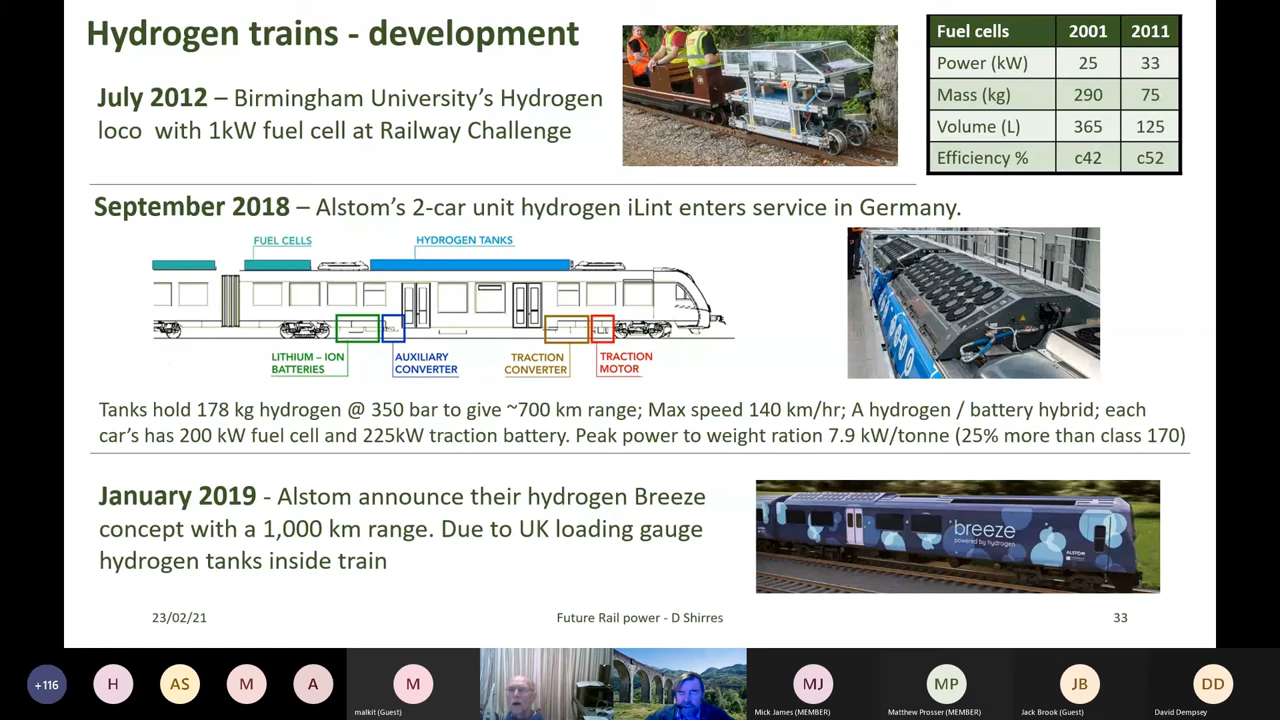 Hydrogen trains - development
July 2012 – Birmingham University's Hydrogen
loco with 1kW fuel cell at Railway Challenge
Fuel cells 2001 2011
Power (kW) 25 33
Mass (kg) 290 75
Volume (L) 365 125
Efficiency % c42 c52
September 2018 – Alstom's 2-car unit hydrogen iLint enters service in Germany.
FUEL CELLS
HYDROGEN TANKS
LITHIUM – ION
BATTERIES
AUXILIARY
CONVERTER
TRACTION
CONVERTER
TRACTION
MOTOR
Tanks hold 178 kg hydrogen @ 350 bar to give ~700 km range; Max speed 140 km/hr; A hydrogen / battery hybrid; each
car's has 200 kW fuel cell and 225kW traction battery. Peak power to weight ration 7.9 kW/tonne (25% more than class 170)
January 2019 - Alstom announce their hydrogen Breeze
concept with a 1,000 km range. Due to UK loading gauge
hydrogen tanks inside train
breeze
powered by hydrogen
ALSTOM
23/02/21
Future Rail power - D Shirres
33
+116
H
AS
M
A
M
MJ
MP
JB
DD
malkit (Guest)
Mick James (MEMBER)
Matthew Prosser (MEMBER)
Jack Brook (Guest)
David Dempsey